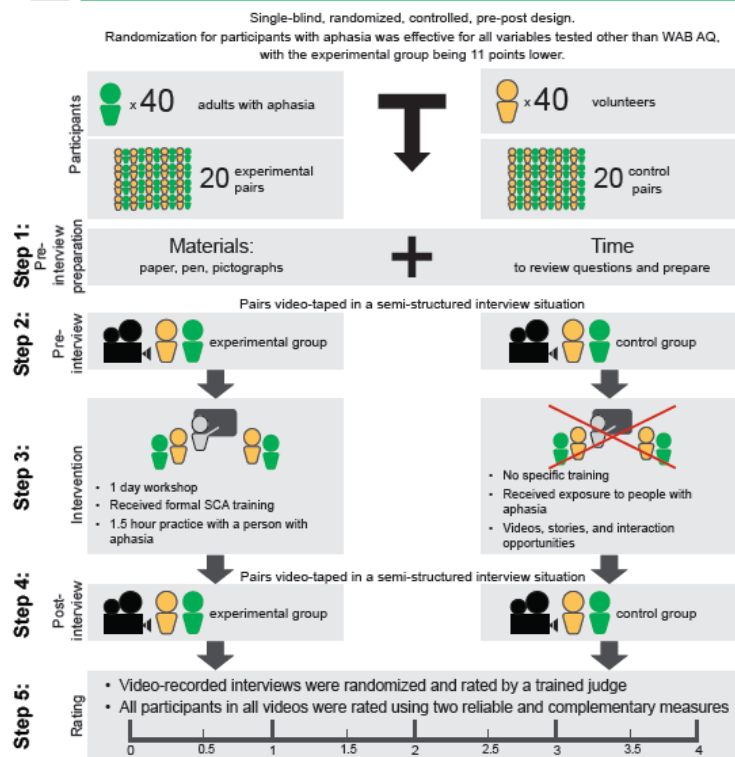 Single-blind, randomized, controlled, pre-post design.
Randomization for participants with aphasia was effective for all variables tested other than WAB AQ,
with the experimental group being 11 points lower.
Participants
x 40 adults with aphasia
x 40 volunteers
20 experimental
pairs
20 control
pairs
Step 1:
Pre-
interview
preparation
Materials:
paper, pen, pictographs
Time
to review questions and prepare
Pairs video-taped in a semi-structured interview situation
Step 2:
Pre-
interview
experimental group
control group
Step 3:
Intervention
• 1 day workshop
• Received formal SCA training
• 1.5 hour practice with a person with
aphasia
• No specific training
• Received exposure to people with
aphasia
• Videos, stories, and interaction
opportunities
Pairs video-taped in a semi-structured interview situation
Step 4:
Post-
interview
experimental group
control group
Step 5:
Rating
• Video-recorded interviews were randomized and rated by a trained judge
• All participants in all videos were rated using two reliable and complementary measures
0 0.5 1 1.5 2 2.5 3 3.5 4